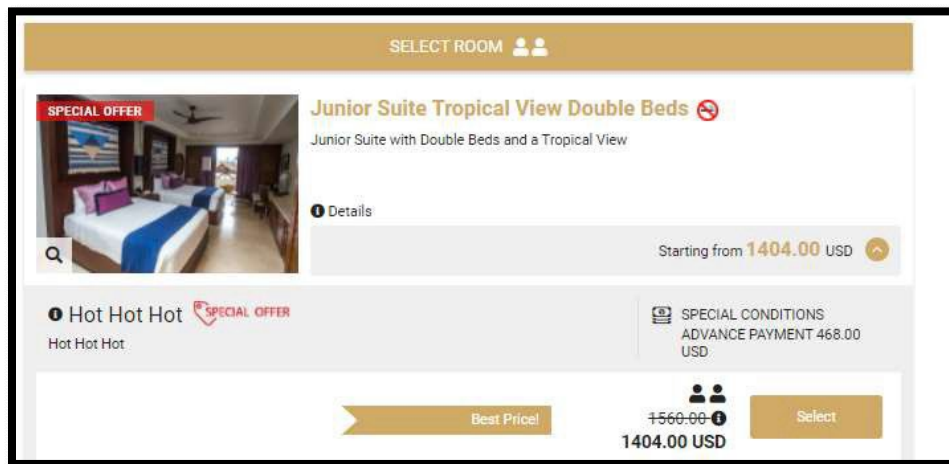 SELECT ROOM
SPECIAL OFFER
Junior Suite Tropical View Double Beds
Junior Suite with Double Beds and a Tropical View
Details
Starting from 1404.00 USD
Hot Hot Hot SPECIAL OFFER
Hot Hot Hot
SPECIAL CONDITIONS
ADVANCE PAYMENT 468.00
USD
Best Price!
1560.00
1404.00 USD
Select